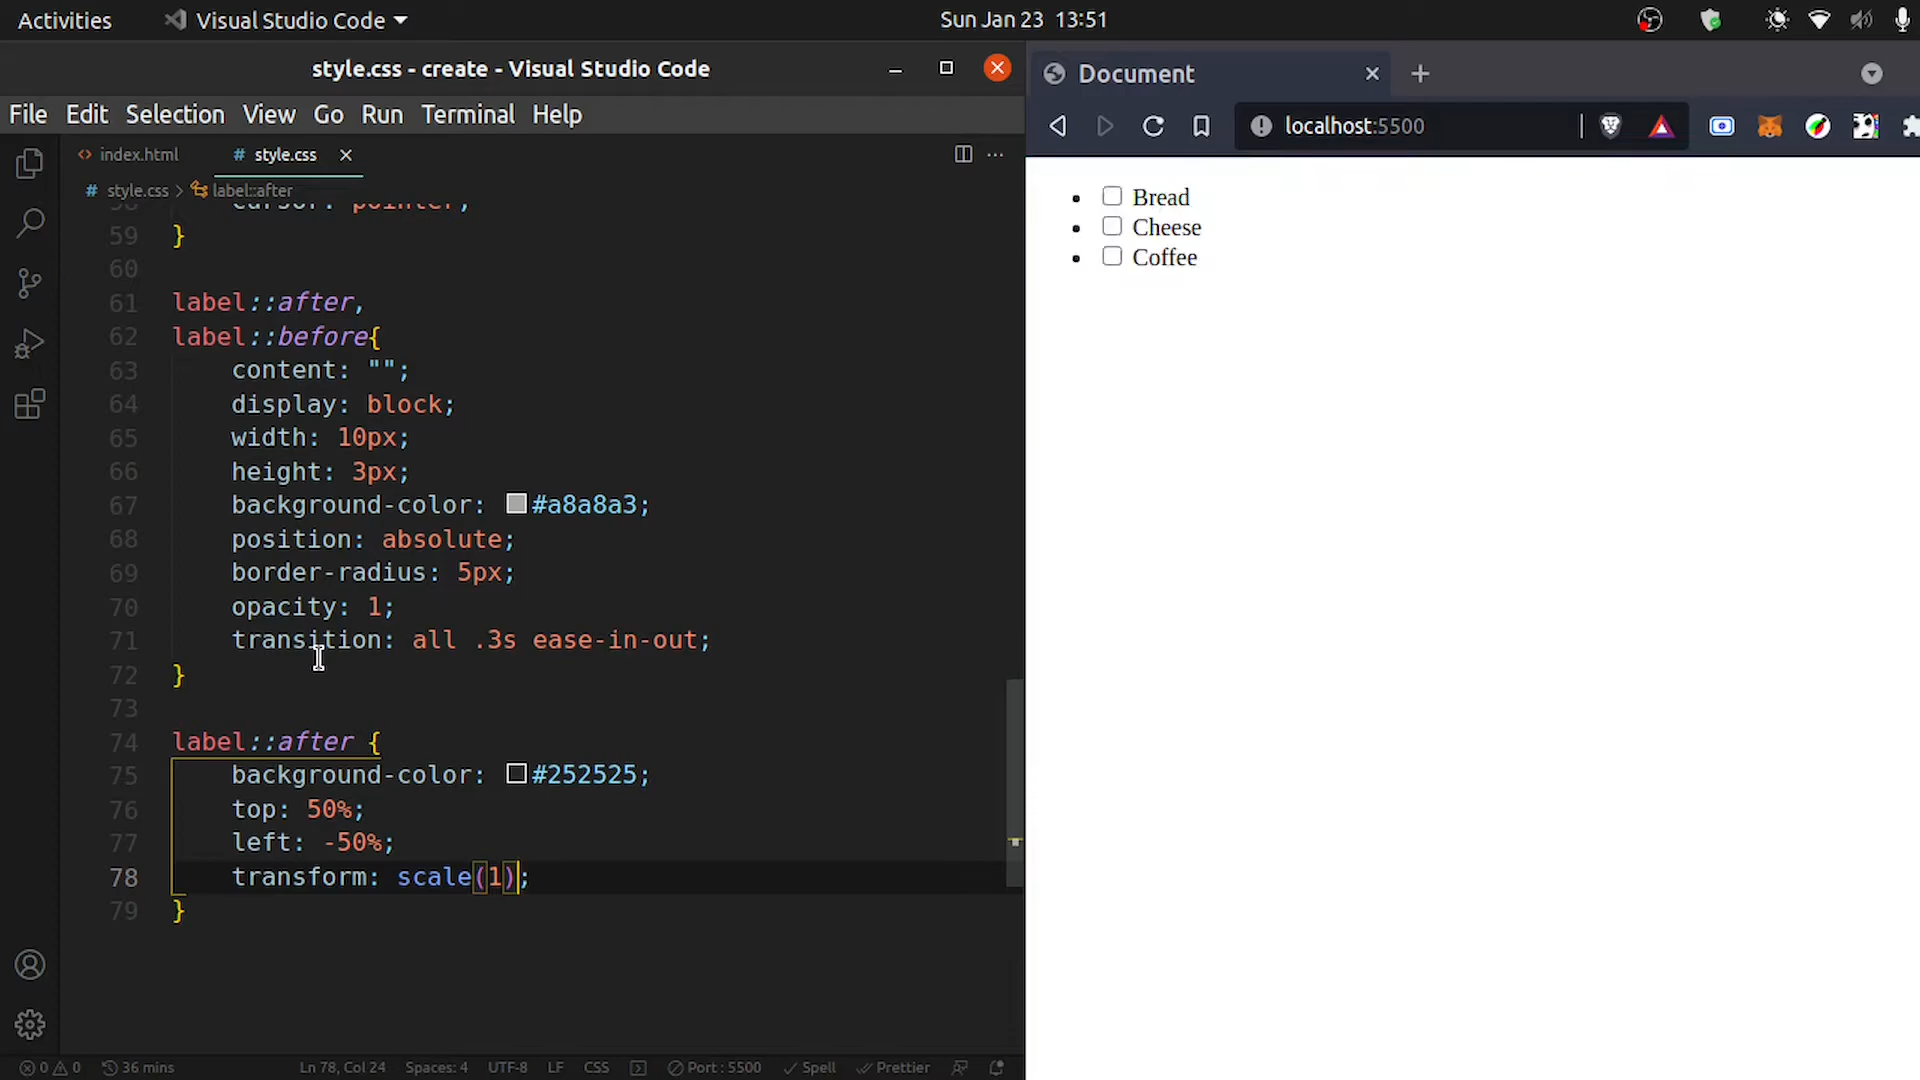 Activities
Visual Studio Code
Sun Jan 23 13:51
style.css - create - Visual Studio Code
File Edit Selection View Go Run Terminal Help
index.html
# style.css
# style.css > label::after
58 cursor: pointer;
59 }
60
61 label::after,
62 label::before{
63 content: "";
64 display: block;
65 width: 10px;
66 height: 3px;
67 background-color: #a8a8a3;
68 position: absolute;
69 border-radius: 5px;
70 opacity: 1;
71 transition: all .3s ease-in-out;
72 }
73
74 label::after {
75 background-color: #252525;
76 top: 50%;
77 left: -50%;
78 transform: scale(1);
79 }
0 0 36 mins Ln 78, Col 24 Spaces: 4 UTF-8 LF CSS Port : 5500 Spell Prettier
Document
localhost:5500
Bread
Cheese
Coffee